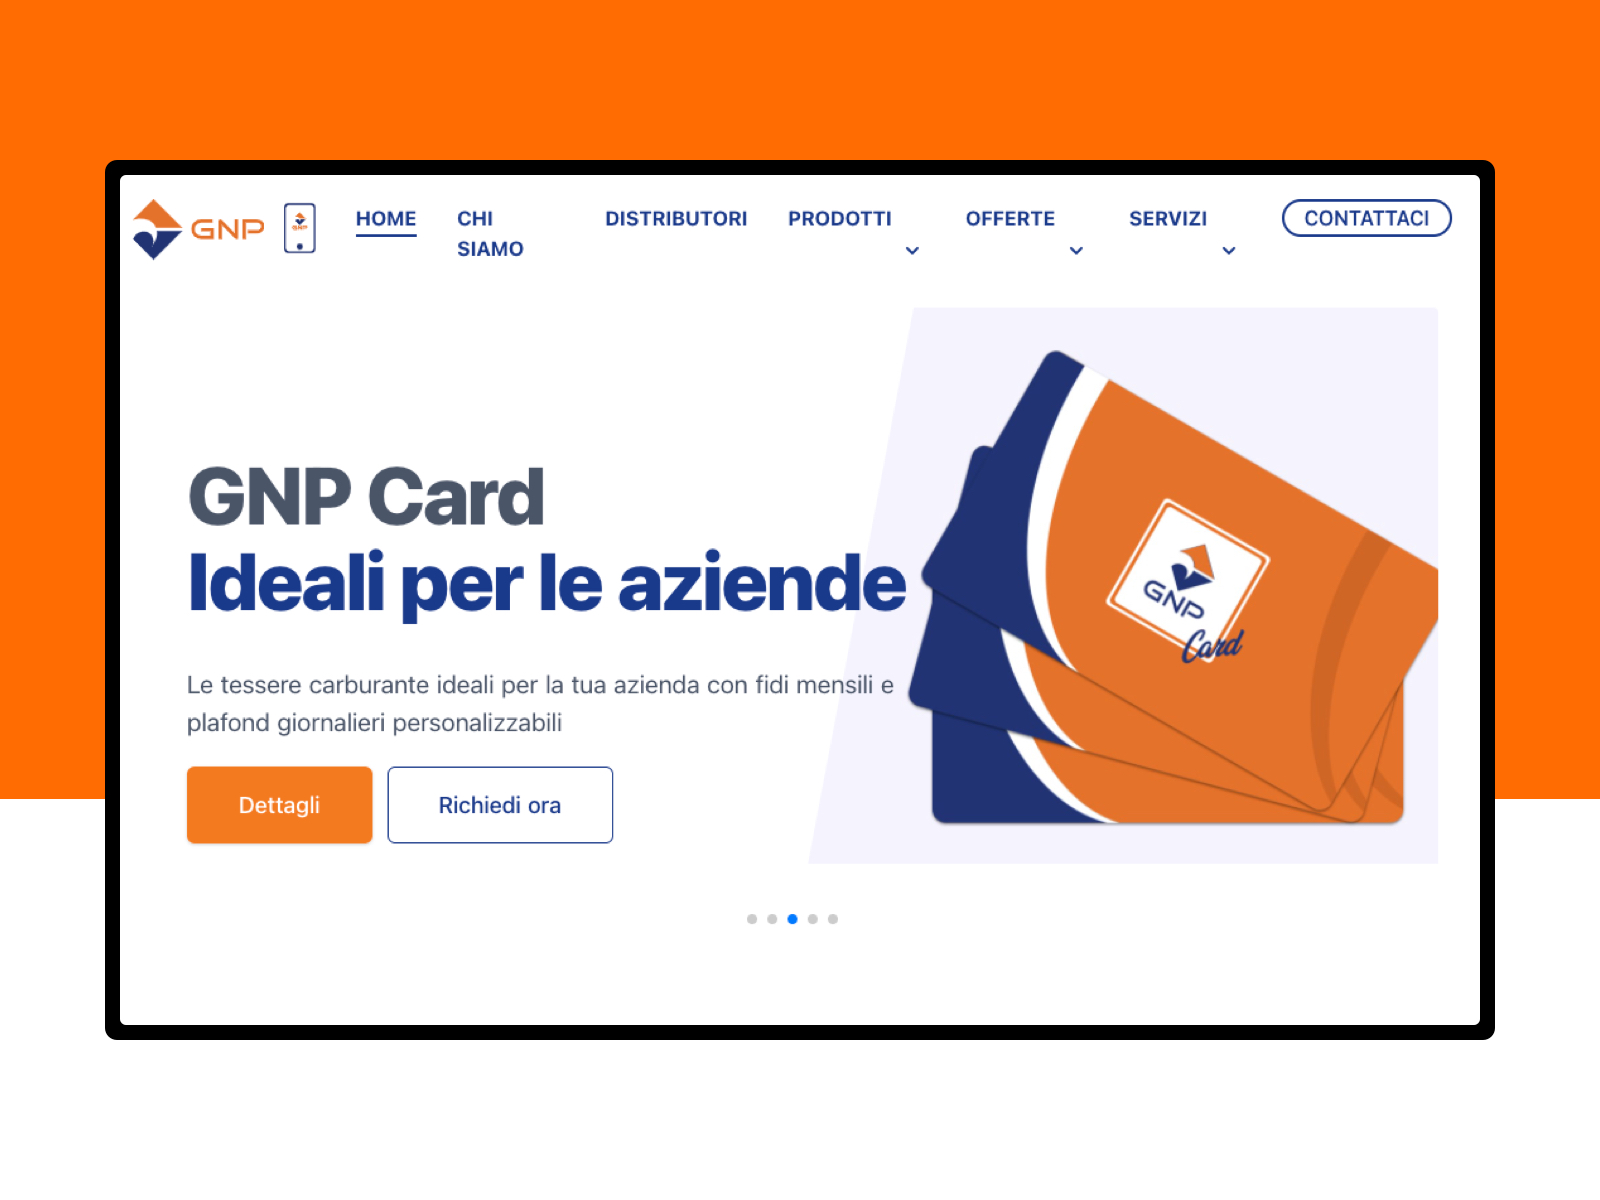 GNP
GNP
HOME
CHI
SIAMO
DISTRIBUTORI
PRODOTTI
OFFERTE
SERVIZI
CONTATTACI
GNP Card
Ideali per le aziende
Le tessere carburante ideali per la tua azienda con fidi mensili e
plafond giornalieri personalizzabili
Dettagli
Richiedi ora
GNP
Card